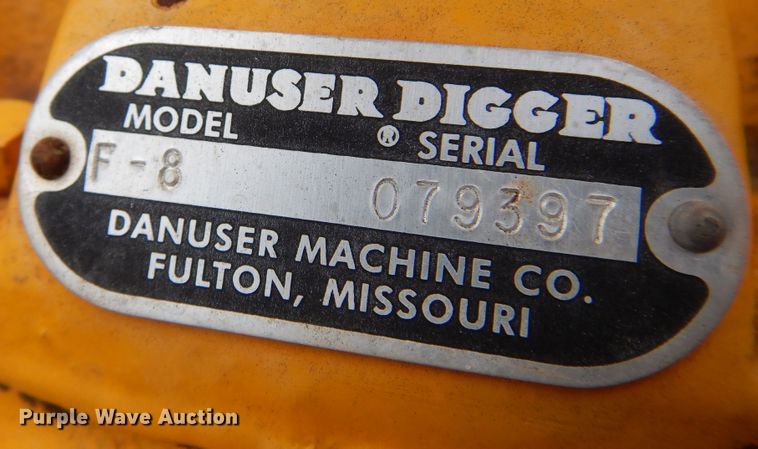 DANUSER DIGGER
MODEL ® SERIAL
F-8 079397
DANUSER MACHINE CO.
FULTON, MISSOURI
Purple Wave Auction